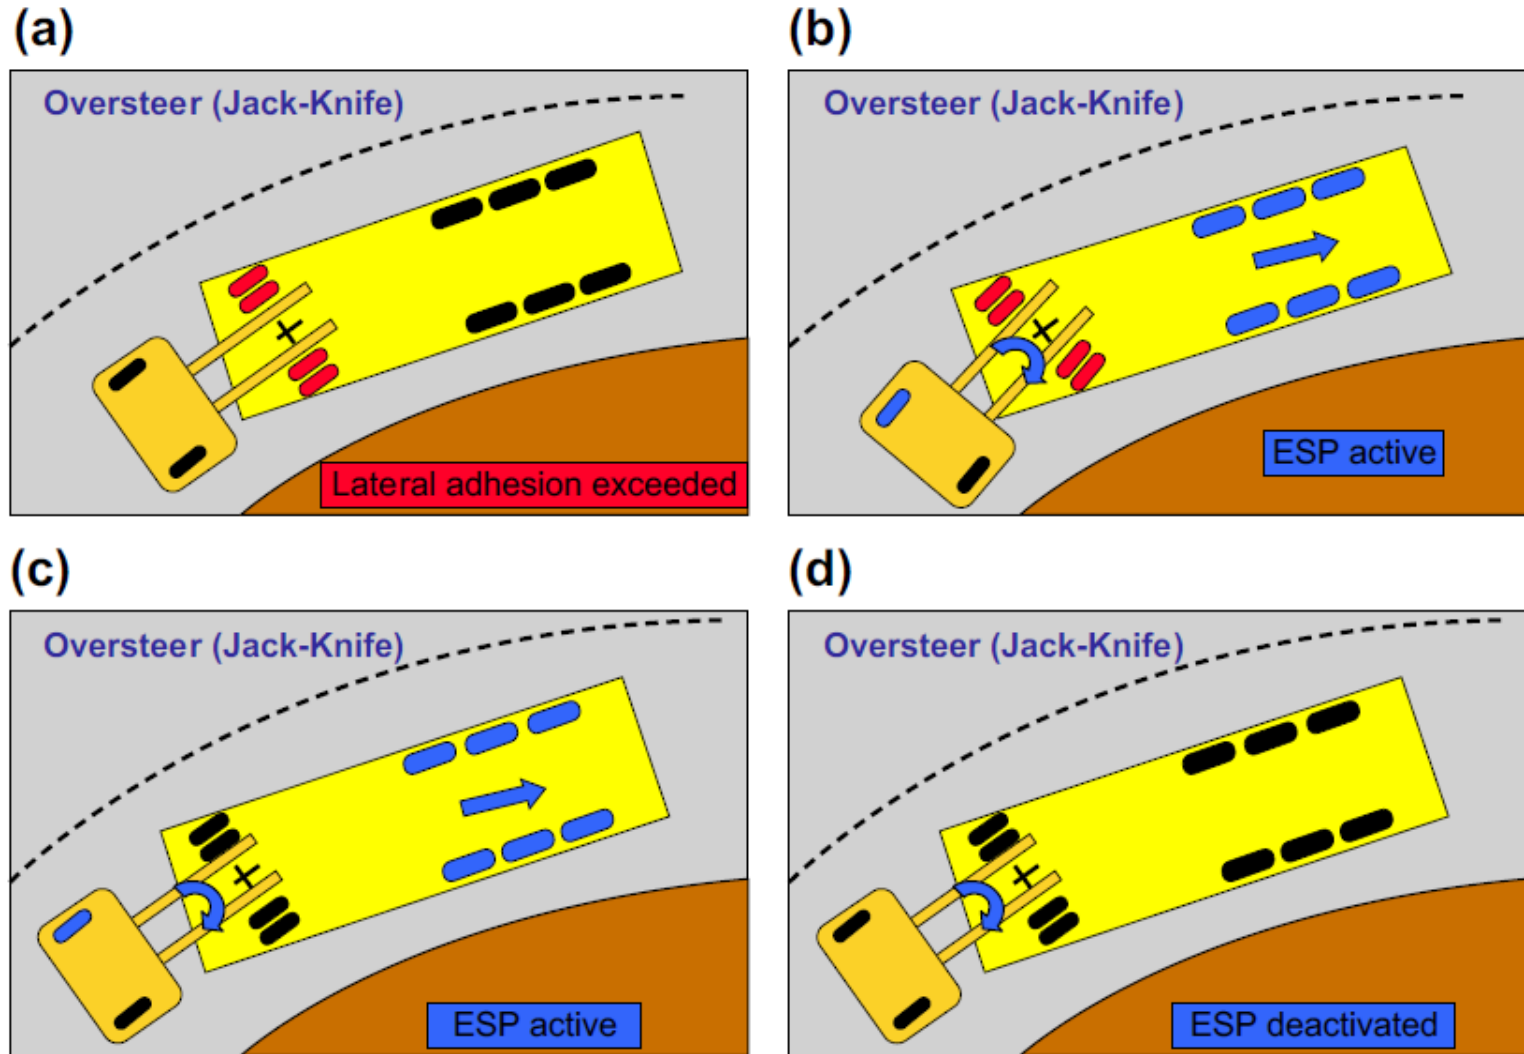 (a)
Oversteer (Jack-Knife)
Lateral adhesion exceeded
(b)
Oversteer (Jack-Knife)
ESP active
(c)
Oversteer (Jack-Knife)
ESP active
(d)
Oversteer (Jack-Knife)
ESP deactivated